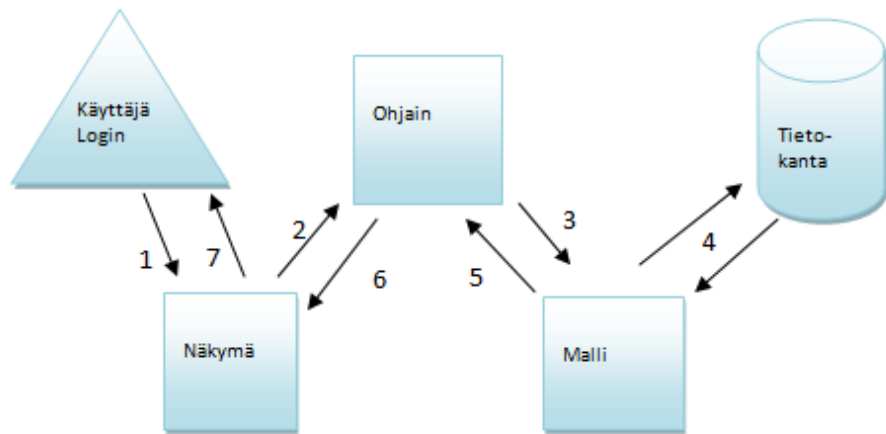 Käyttäjä
Login
Ohjain
Tieto-
kanta
1
7
2
6
5
3
4
Näkymä
Malli